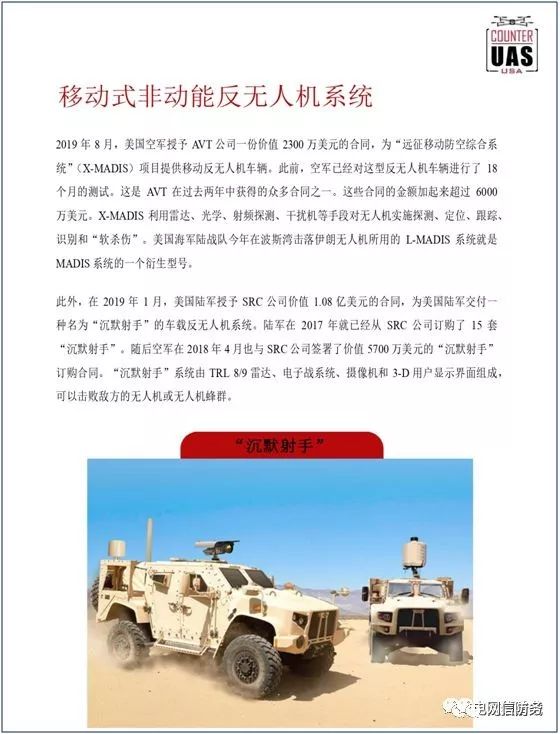 COUNTER
UAS
USA
移动式非动能反无人机系统
2019 年 8 月，美国空军授予 AVT 公司一份价值 2300 万美元的合同，为“远征移动防空综合系
统”（X-MADIS）项目提供移动反无人机车辆。此前，空军已经对这型反无人机车辆进行了 18
个月的测试。这是 AVT 在过去两年中获得的众多合同之一。这些合同的金额加起来超过 6000
万美元。X-MADIS 利用雷达、光学、射频探测、干扰机等手段对无人机实施探测、定位、跟踪、
识别和“软杀伤”。美国海军陆战队今年在波斯湾击落伊朗无人机所用的 L-MADIS 系统就是
MADIS 系统的一个衍生型号。
此外，在 2019 年 1 月，美国陆军授予 SRC 公司价值 1.08 亿美元的合同，为美国陆军交付一
种名为“沉默射手”的车载反无人机系统。陆军在 2017 年就已经从 SRC 公司订购了 15 套
“沉默射手”。随后空军在 2018 年 4 月也与 SRC 公司签署了价值 5700 万美元的“沉默射手”
订购合同。“沉默射手”系统由 TRL 8/9 雷达、电子战系统、摄像机和 3-D 用户显示界面组成，
可以击败敌方的无人机或无人机蜂群。
“沉默射手”
电网信防务